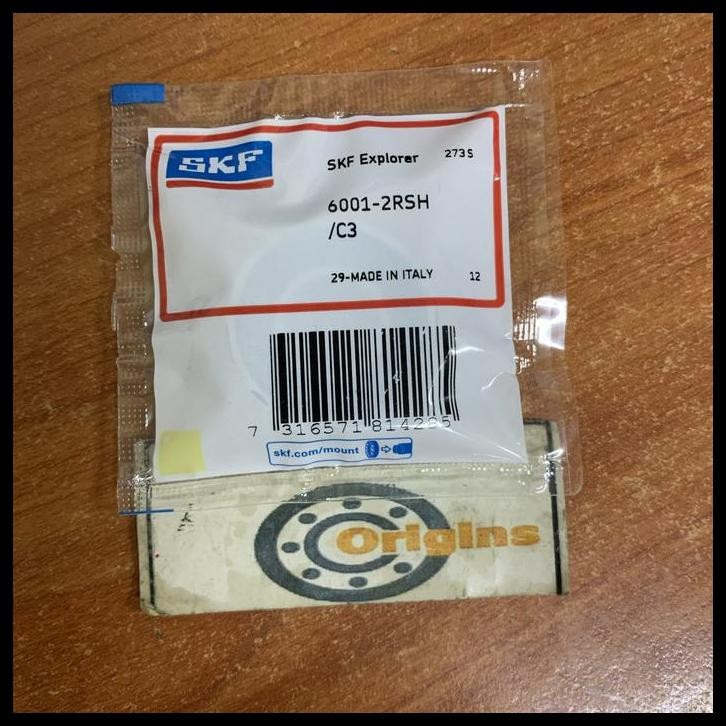 SKF
SKF Explorer
273S
6001-2RSH
/C3
29-MADE IN ITALY
12
7 316571 814285
skf.com/mount
Origins